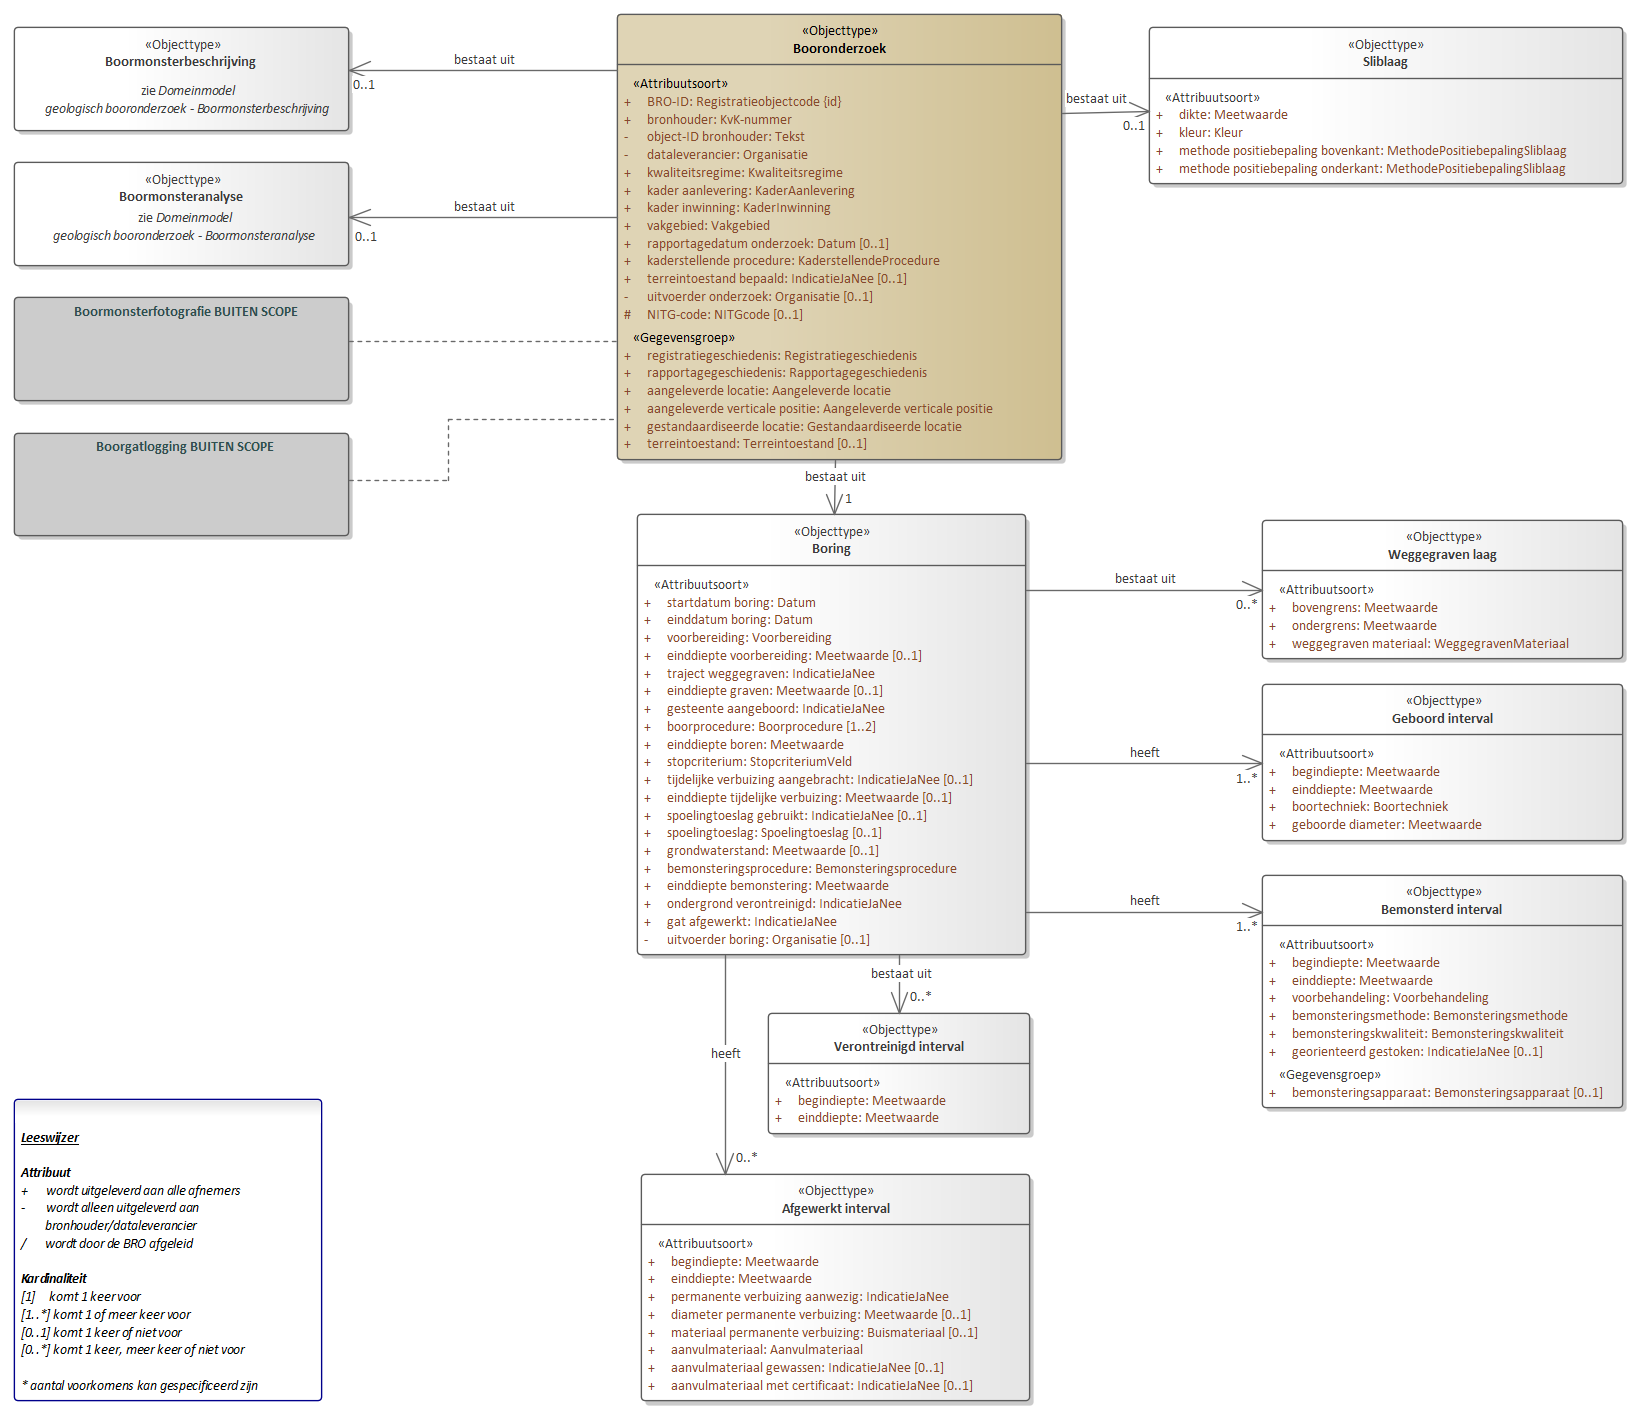 «Objecttype»
Boormonsterbeschrijving
zie Domeinmodel
geologisch booronderzoek - Boormonsterbeschrijving
bestaat uit
0..1
«Objecttype»
Boormonsteranalyse
zie Domeinmodel
geologisch booronderzoek - Boormonsteranalyse
bestaat uit
0..1
Boormonsterfotografie BUITEN SCOPE
Boorgatlogging BUITEN SCOPE
«Objecttype»
Booronderzoek
«Attribuutsoort»
+ BRO-ID: Registratieobjectcode {id}
+ bronhouder: KvK-nummer
- object-ID bronhouder: Tekst
- dataleverancier: Organisatie
+ kwaliteitsregime: Kwaliteitsregime
+ kader aanlevering: KaderAanlevering
+ kader inwinning: KaderInwinning
+ vakgebied: Vakgebied
+ rapportagedatum onderzoek: Datum [0..1]
+ kaderstellende procedure: KaderstellendeProcedure
+ terreintoestand bepaald: IndicatieJaNee [0..1]
- uitvoerder onderzoek: Organisatie [0..1]
# NITG-code: NITGcode [0..1]
«Gegevensgroep»
+ registratiegeschiedenis: Registratiegeschiedenis
+ rapportagegeschiedenis: Rapportagegeschiedenis
+ aangeleverde locatie: Aangeleverde locatie
+ aangeleverde verticale positie: Aangeleverde verticale positie
+ gestandaardiseerde locatie: Gestandaardiseerde locatie
+ terreintoestand: Terreintoestand [0..1]
bestaat uit
0..1
«Objecttype»
Sliblaag
«Attribuutsoort»
+ dikte: Meetwaarde
+ kleur: Kleur
+ methode positiebepaling bovenkant: MethodePositiebepalingSliblaag
+ methode positiebepaling onderkant: MethodePositiebepalingSliblaag
bestaat uit
1
«Objecttype»
Boring
«Attribuutsoort»
+ startdatum boring: Datum
+ einddatum boring: Datum
+ voorbereiding: Voorbereiding
+ einddiepte voorbereiding: Meetwaarde [0..1]
+ traject weggegraven: IndicatieJaNee
+ einddiepte graven: Meetwaarde [0..1]
+ gesteente aangeboord: IndicatieJaNee
+ boorprocedure: Boorprocedure [1..2]
+ einddiepte boren: Meetwaarde
+ stopcriterium: StopcriteriumVeld
+ tijdelijke verbuizing aangebracht: IndicatieJaNee [0..1]
+ einddiepte tijdelijke verbuizing: Meetwaarde [0..1]
+ spoelingtoeslag gebruikt: IndicatieJaNee [0..1]
+ spoelingtoeslag: Spoelingtoeslag [0..1]
+ grondwaterstand: Meetwaarde [0..1]
+ bemonsteringsprocedure: Bemonsteringsprocedure
+ einddiepte bemonstering: Meetwaarde
+ ondergrond verontreinigd: IndicatieJaNee
+ gat afgewerkt: IndicatieJaNee
- uitvoerder boring: Organisatie [0..1]
bestaat uit
0..*
«Objecttype»
Weggegraven laag
«Attribuutsoort»
+ bovengrens: Meetwaarde
+ ondergrens: Meetwaarde
+ weggegraven materiaal: WeggegravenMateriaal
heeft
1..*
«Objecttype»
Geboord interval
«Attribuutsoort»
+ begindiepte: Meetwaarde
+ einddiepte: Meetwaarde
+ boortechniek: Boortechniek
+ geboorde diameter: Meetwaarde
heeft
1..*
«Objecttype»
Bemonsterd interval
«Attribuutsoort»
+ begindiepte: Meetwaarde
+ einddiepte: Meetwaarde
+ voorbehandeling: Voorbehandeling
+ bemonsteringsmethode: Bemonsteringsmethode
+ bemonsteringskwaliteit: Bemonsteringskwaliteit
+ georienteerd gestoken: IndicatieJaNee [0..1]
«Gegevensgroep»
+ bemonsteringsapparaat: Bemonsteringsapparaat [0..1]
bestaat uit
0..*
«Objecttype»
Verontreinigd interval
«Attribuutsoort»
+ begindiepte: Meetwaarde
+ einddiepte: Meetwaarde
heeft
0..*
«Objecttype»
Afgewerkt interval
«Attribuutsoort»
+ begindiepte: Meetwaarde
+ einddiepte: Meetwaarde
+ permanente verbuizing aanwezig: IndicatieJaNee
+ diameter permanente verbuizing: Meetwaarde [0..1]
+ materiaal permanente verbuizing: Buismateriaal [0..1]
+ aanvulmateriaal: Aanvulmateriaal
+ aanvulmateriaal gewassen: IndicatieJaNee [0..1]
+ aanvulmateriaal met certificaat: IndicatieJaNee [0..1]
Leeswijzer
Attribuut
+ wordt uitgeleverd aan alle afnemers
- wordt alleen uitgeleverd aan
bronhouder/dataleverancier
/ wordt door de BRO afgeleid
Kardinaliteit
[1] komt 1 keer voor
[1..*] komt 1 of meer keer voor
[0..1] komt 1 keer of niet voor
[0..*] komt 1 keer, meer keer of niet voor
* aantal voorkomens kan gespecificeerd zijn